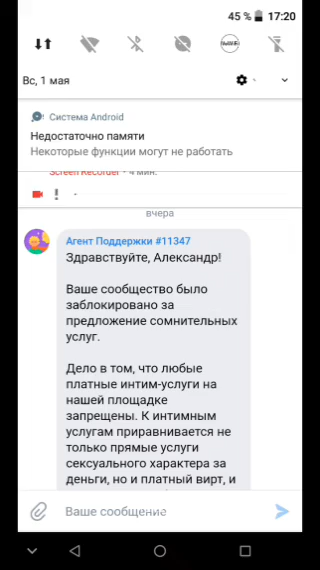 45 % 17:20
Вс, 1 мая
Система Android
Недостаточно памяти
Некоторые функции могут не работать
Screen Recorder • 4 мин.
вчера
Агент Поддержки #11347
Здравствуйте, Александр!
Ваше сообщество было
заблокировано за
предложение сомнительных
услуг.
Дело в том, что любые
платные интим-услуги на
нашей площадке
запрещены. К интимным
услугам приравнивается не
только прямые услуги
сексуального характера за
деньги, но и платный вирт, и
Ваше сообщение